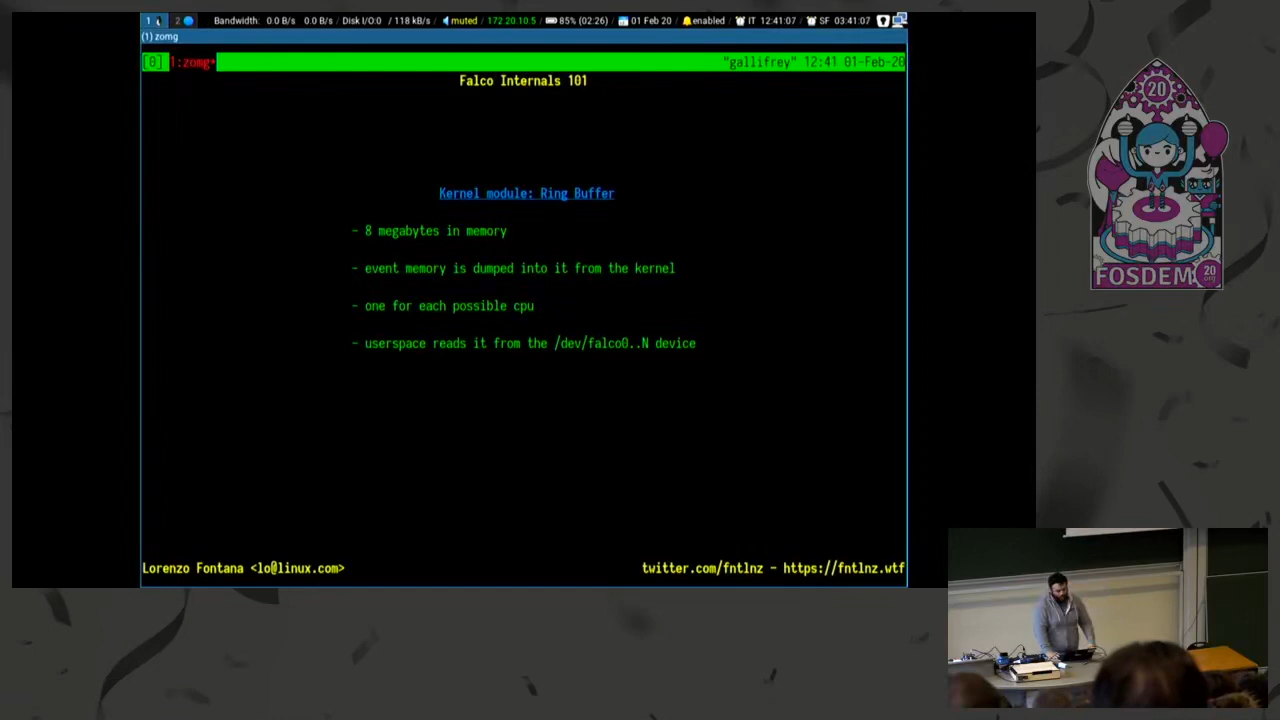 1 2 Bandwidth: 0.0 B/s 0.0 B/s / Disk I/O:0 / 118 kB/s / muted / 172.20.10.5 / 85% (02:26) / 01 Feb 20 / enabled / IT 12:41:07 / SF 03:41:07
(1) zomg
[0] 1:zomg* "gallifrey" 12:41 01-Feb-20
Falco Internals 101
Kernel module: Ring Buffer
- 8 megabytes in memory
- event memory is dumped into it from the kernel
- one for each possible cpu
- userspace reads it from the /dev/falco0..N device
Lorenzo Fontana <lo@linux.com> twitter.com/fntlnz - https://fntlnz.wtf
20
FOSDEM 20
.org